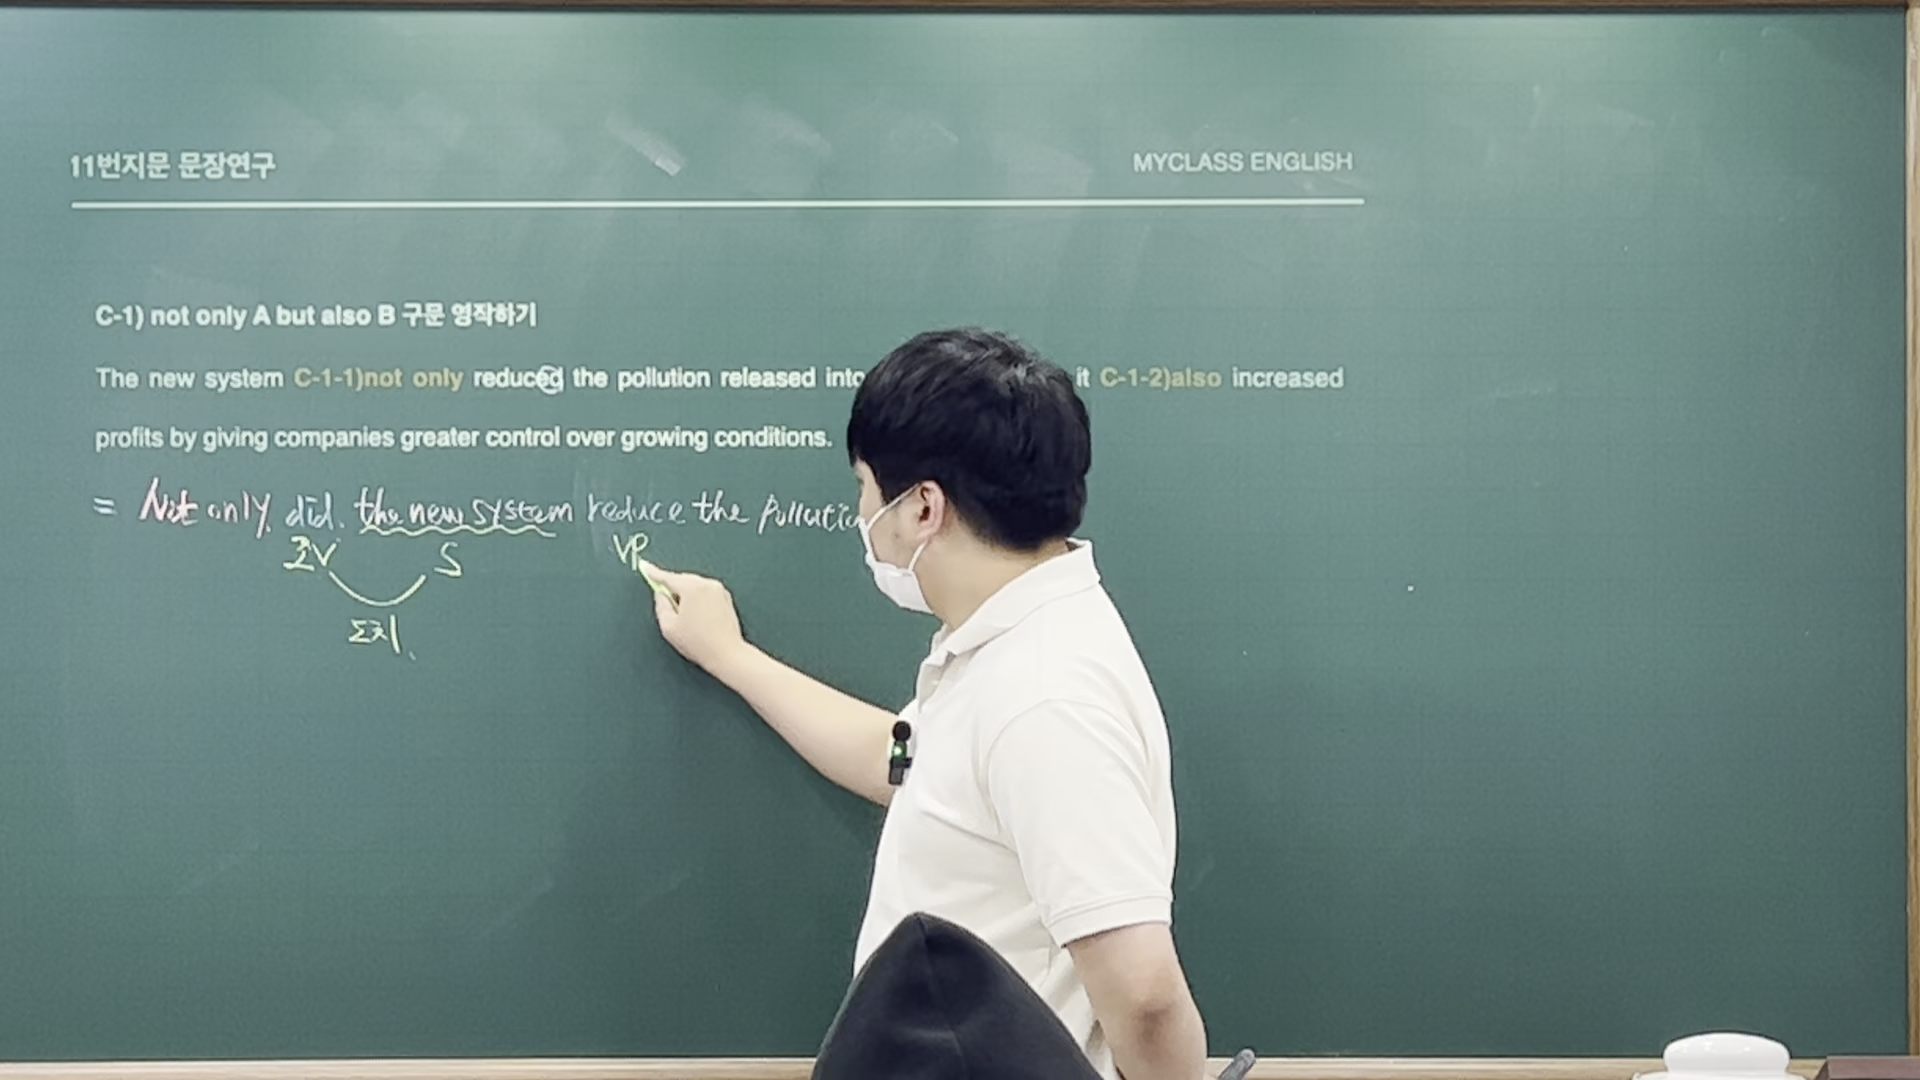 11번지문 문장연구
MYCLASS ENGLISH
C-1) not only A but also B 구문 영작하기
The new system C-1-1)not only reduced the pollution released into it C-1-2)also increased
profits by giving companies greater control over growing conditions.
= Not only did the new system reduce the pollution
조V S VR
도치